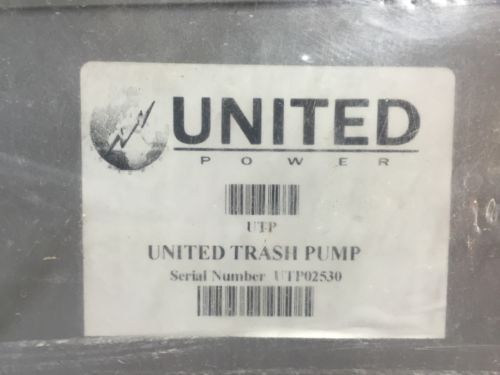 UNITED
POWER
UTP
UNITED TRASH PUMP
Serial Number UTP02530